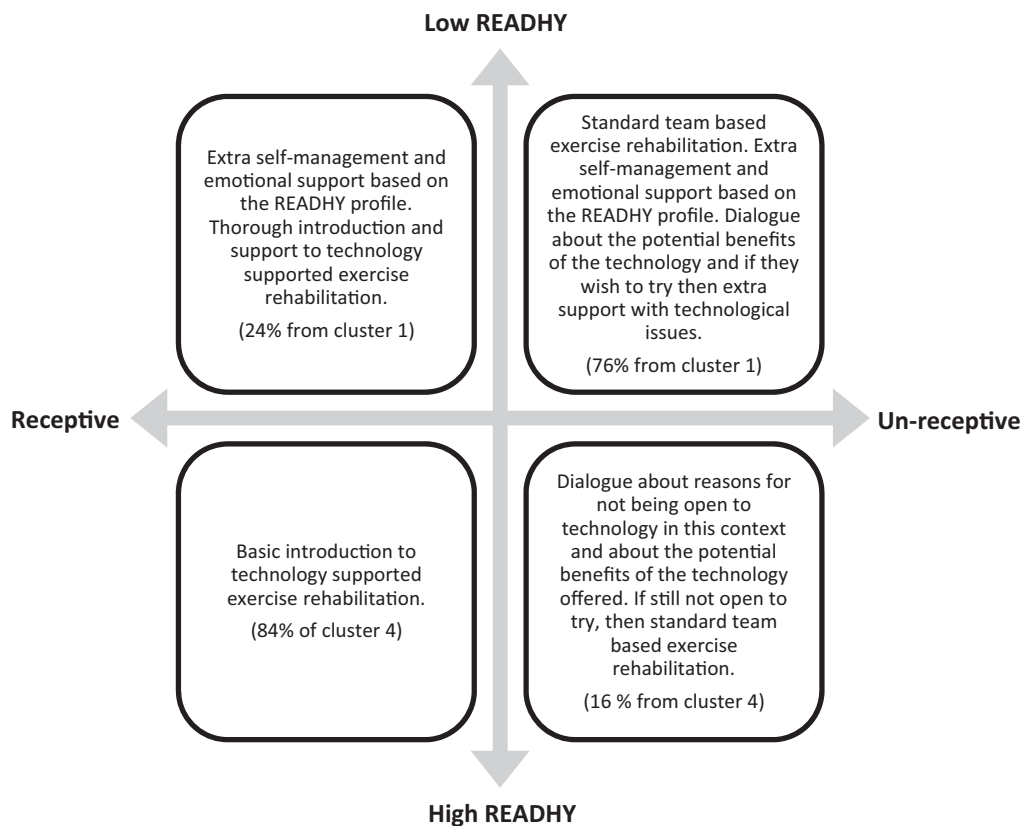 Low READHY
Extra self-management and
emotional support based on
the READHY profile.
Thorough introduction and
support to technology
supported exercise
rehabilitation.
(24% from cluster 1)
Standard team based
exercise rehabilitation. Extra
self-management and
emotional support based on
the READHY profile. Dialogue
about the potential benefits
of the technology and if they
wish to try then extra
support with technological
issues.
(76% from cluster 1)
Receptive
Un-receptive
Basic introduction to
technology supported
exercise rehabilitation.
(84% of cluster 4)
Dialogue about reasons for
not being open to
technology in this context
and about the potential
benefits of the technology
offered. If still not open to
try, then standard team
based exercise
rehabilitation.
(16 % from cluster 4)
High READHY